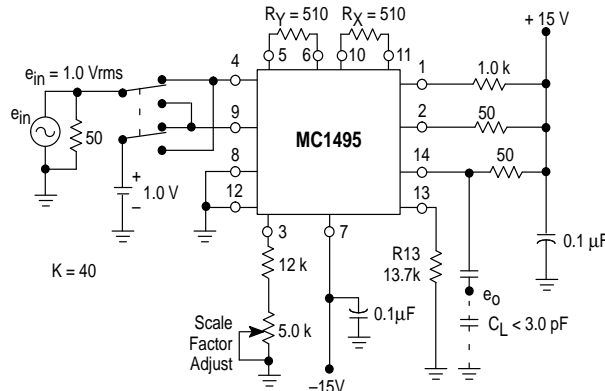 RY = 510
RX = 510
+ 15 V
5
6
10
11
ein = 1.0 Vrms
4
1
1.0 k
ein
50
9
MC1495
2
50
8
14
50
+
–
1.0 V
12
13
3
7
R13
13.7k
0.1 μF
K = 40
12 k
eo
Scale
Factor
Adjust
5.0 k
0.1μF
CL < 3.0 pF
–15V